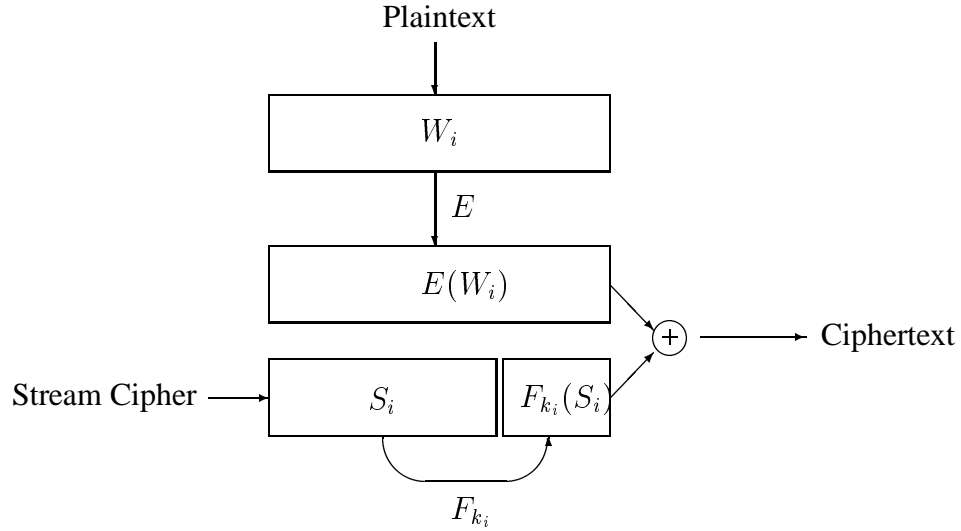 Plaintext
W_i
E
E(W_i)
+
Ciphertext
Stream Cipher
S_i
F_{k_i}(S_i)
F_{k_i}